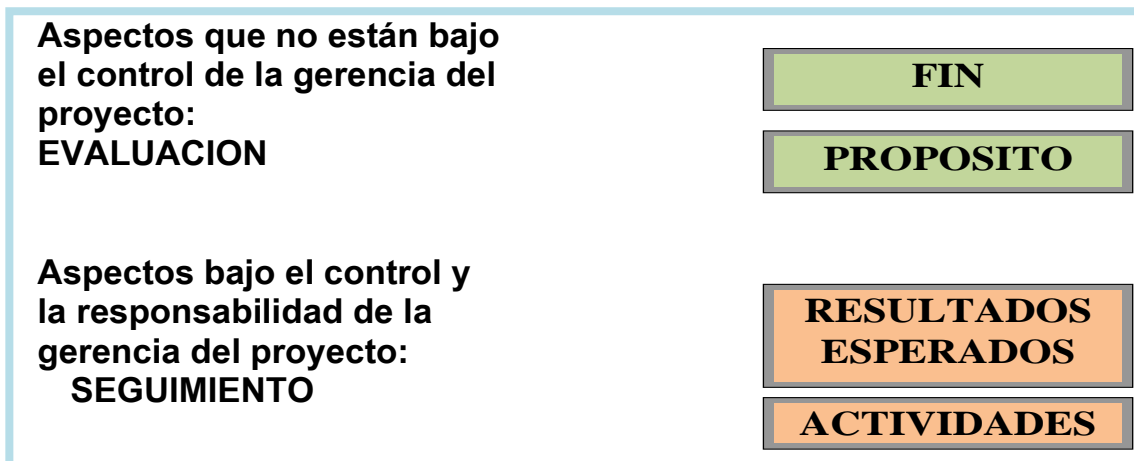 Aspectos que no están bajo
el control de la gerencia del
proyecto:
EVALUACION
FIN
PROPOSITO
Aspectos bajo el control y
la responsabilidad de la
gerencia del proyecto:
SEGUIMIENTO
RESULTADOS
ESPERADOS
ACTIVIDADES